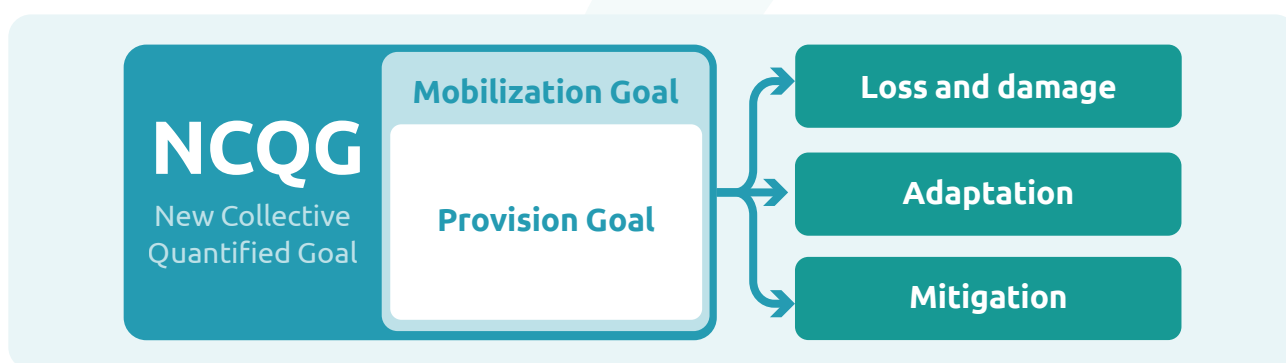 NCQG
New Collective
Quantified Goal
Mobilization Goal
Provision Goal
Loss and damage
Adaptation
Mitigation